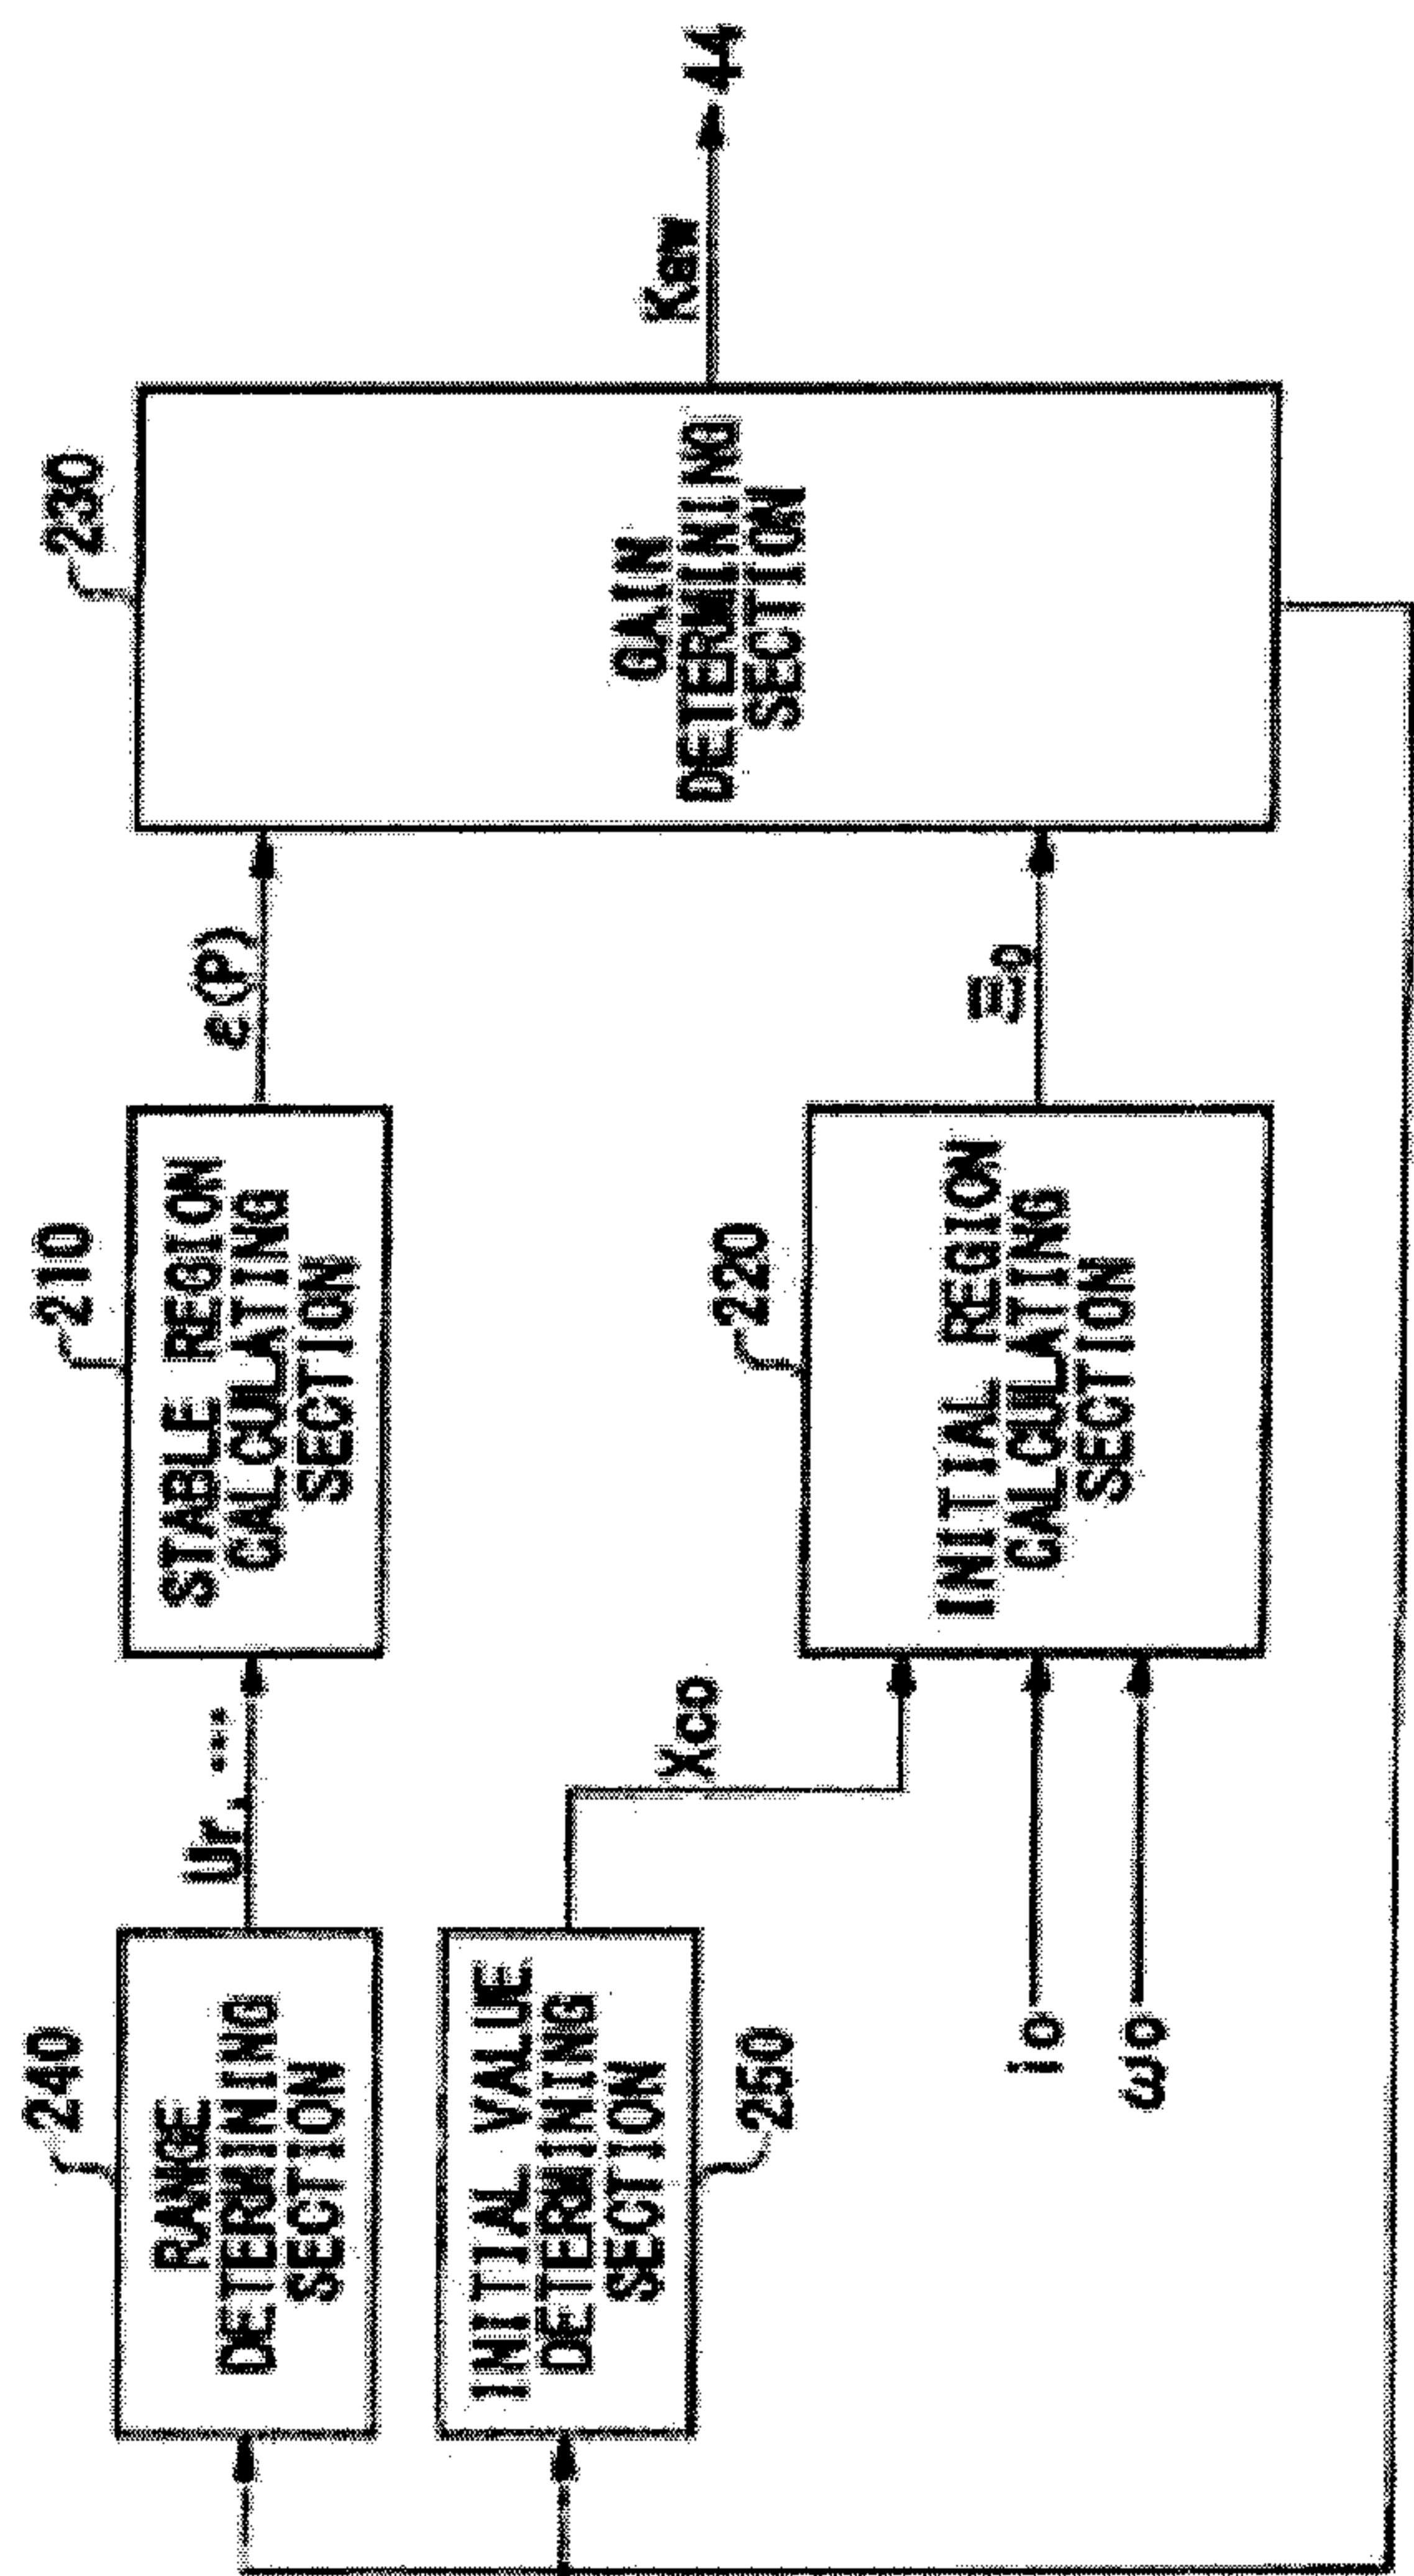 240
RANGE
DETERMINING
SECTION
Ur, ...
210
STABLE REGION
CALCULATING
SECTION
ε(P)
230
GAIN
DETERMINING
SECTION
Kaw
44
INITIAL VALUE
DETERMINING
SECTION
250
Xco
220
INITIAL REGION
CALCULATING
SECTION
Ξ0
io
ωo